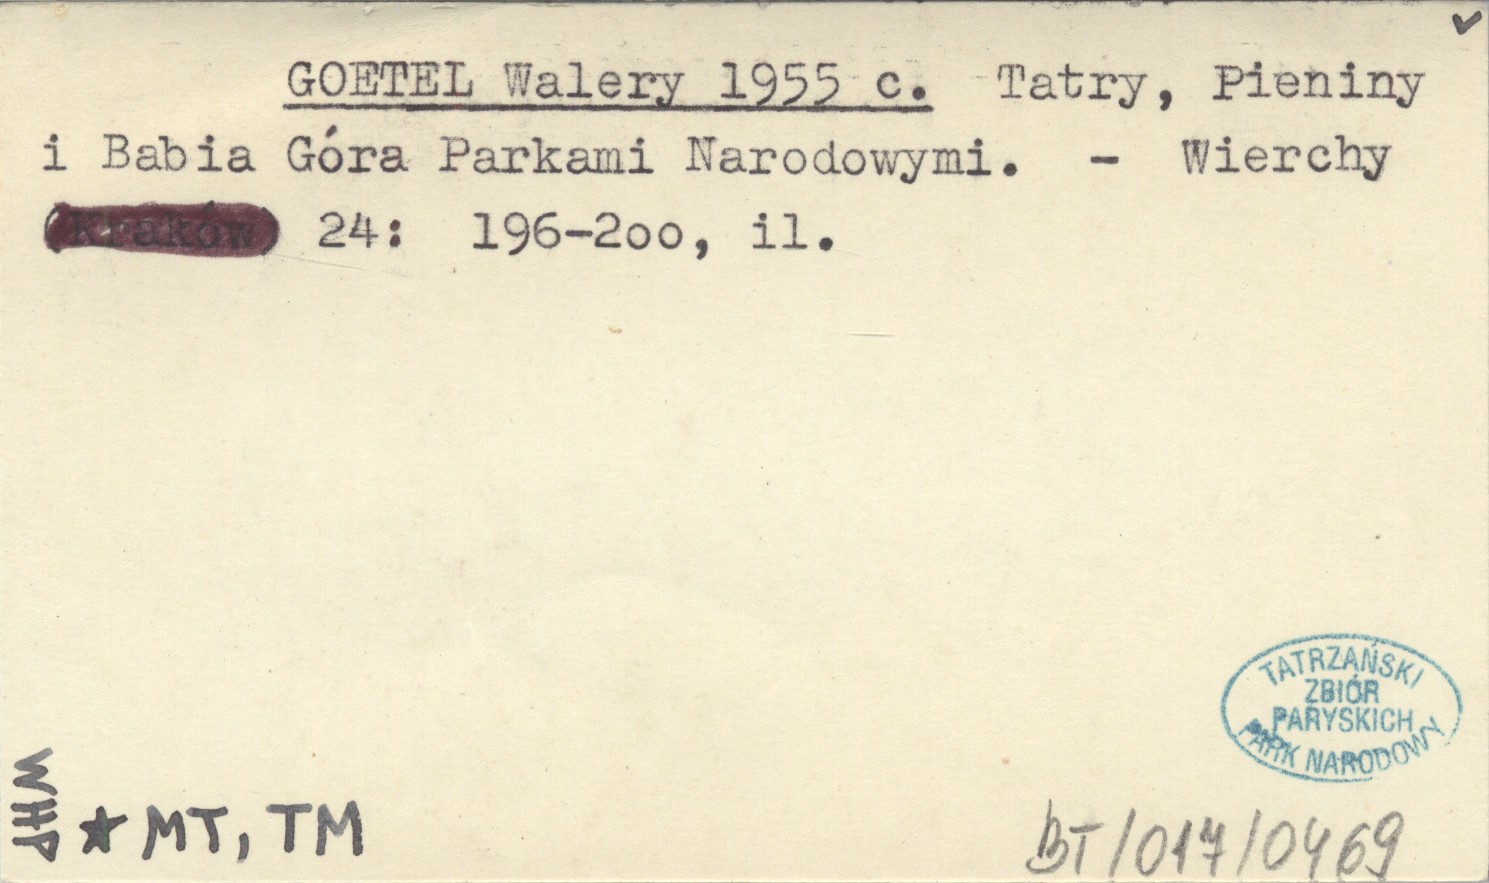 GOETEL Walery 1955 c. Tatry, Pieniny
i Babia Góra Parkami Narodowymi. - Wierchy
(Kraków) 24: 196-2oo, il.
TATRZAŃSKI
ZBIÓR
PARYSKICH
PARK NARODOWY
WHP
★ MT, TM
BT/017/0469